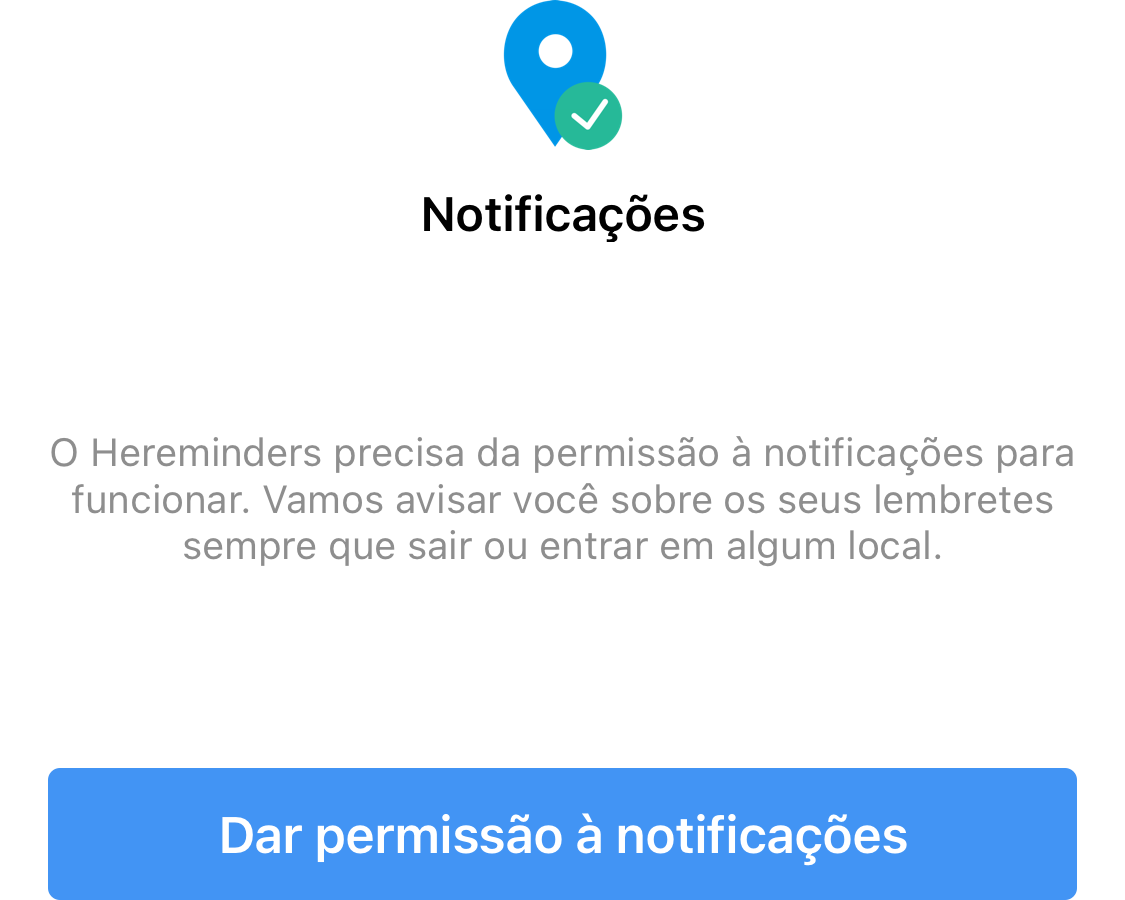 Notificações
O Hereminders precisa da permissão à notificações para
funcionar. Vamos avisar você sobre os seus lembretes
sempre que sair ou entrar em algum local.
Dar permissão à notificações